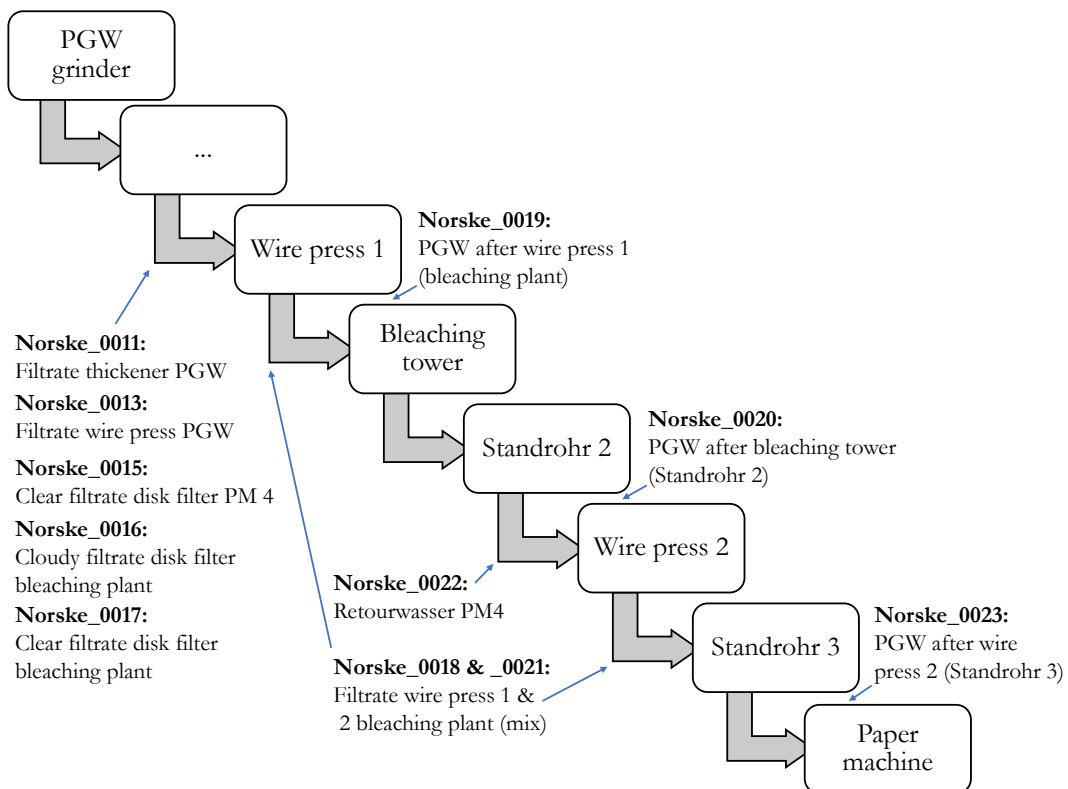 PGW
grinder
...
Wire press 1
Norske_0019:
PGW after wire press 1
(bleaching plant)
Bleaching
tower
Norske_0011:
Filtrate thickener PGW
Norske_0013:
Filtrate wire press PGW
Norske_0015:
Clear filtrate disk filter PM 4
Norske_0016:
Cloudy filtrate disk filter
bleaching plant
Norske_0017:
Clear filtrate disk filter
bleaching plant
Standrohr 2
Norske_0020:
PGW after bleaching tower
(Standrohr 2)
Wire press 2
Norske_0022:
Retourwasser PM4
Norske_0018 & _0021:
Filtrate wire press 1 &
2 bleaching plant (mix)
Standrohr 3
Norske_0023:
PGW after wire
press 2 (Standrohr 3)
Paper
machine